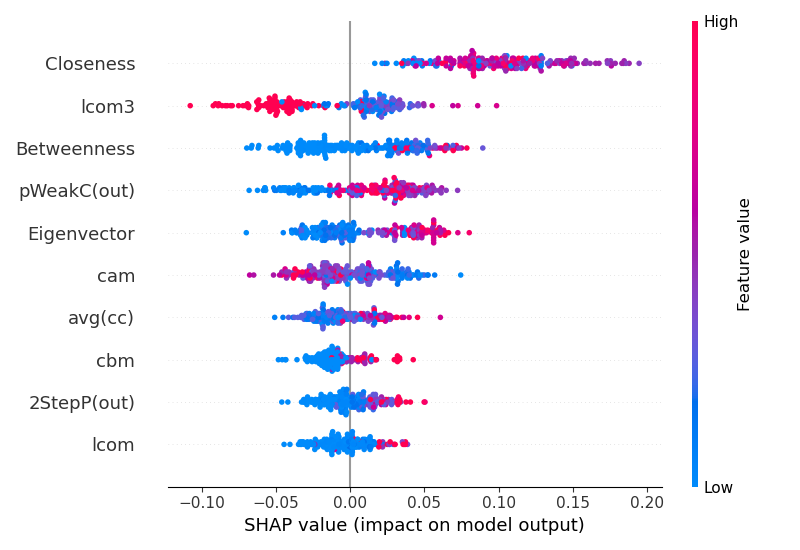 High
Closeness
lcom3
Betweenness
pWeakC(out)
Eigenvector
cam
avg(cc)
cbm
2StepP(out)
lcom
Feature value
Low
−0.10 −0.05 0.00 0.05 0.10 0.15 0.20
SHAP value (impact on model output)